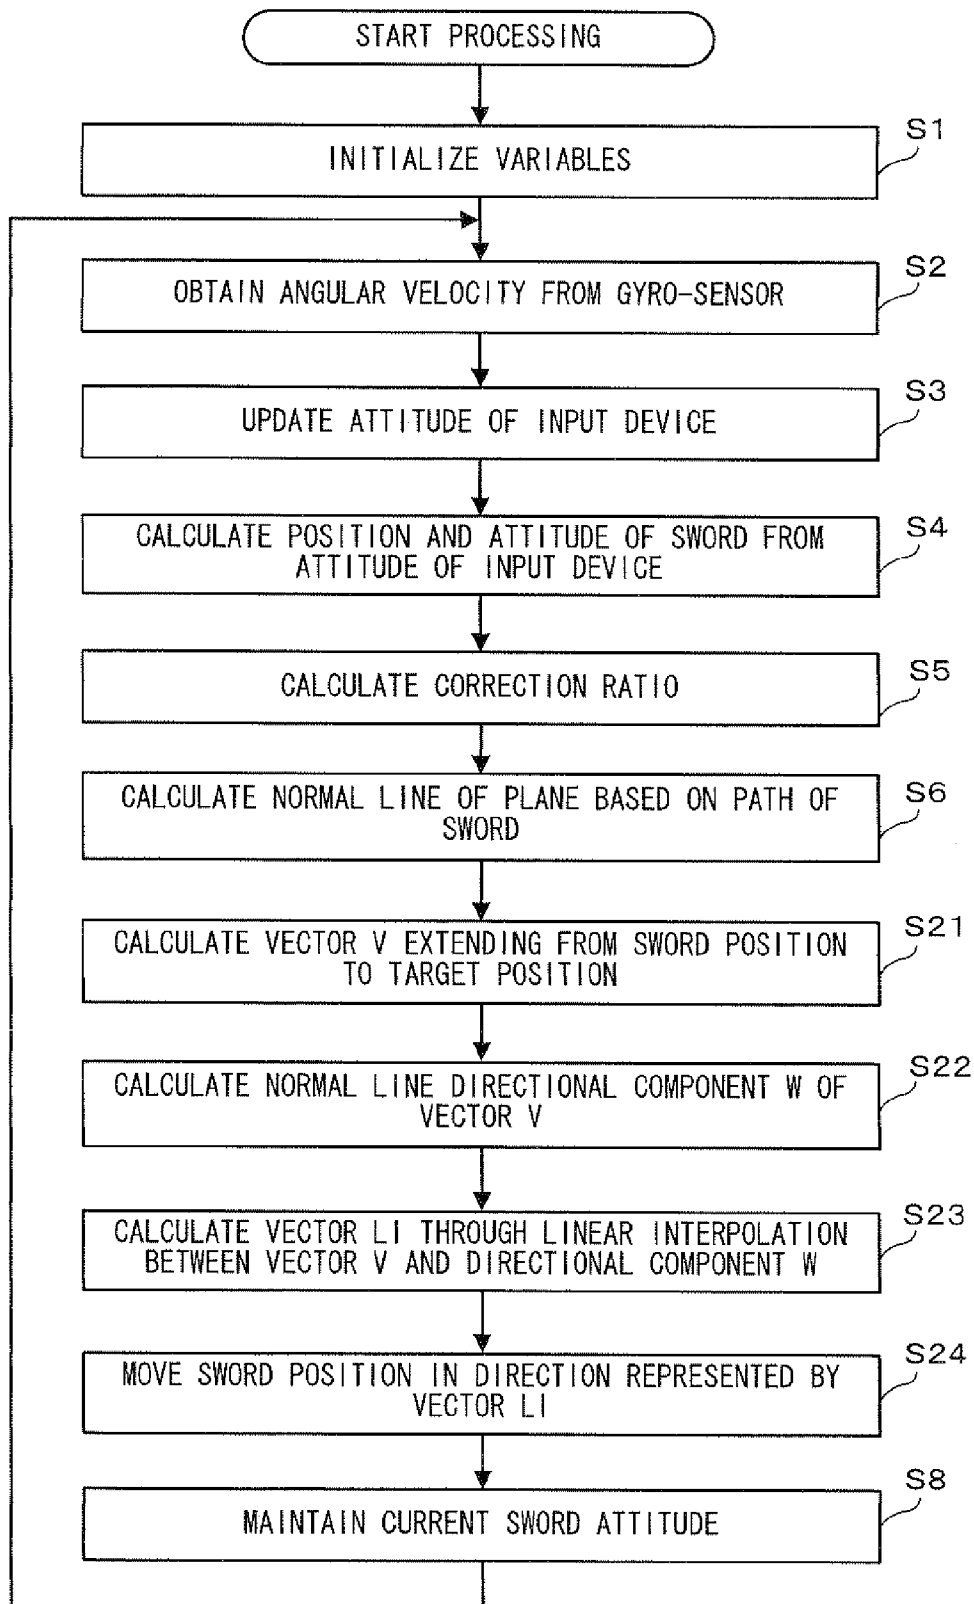 START PROCESSING
S1
INITIALIZE VARIABLES
S2
OBTAIN ANGULAR VELOCITY FROM GYRO-SENSOR
S3
UPDATE ATTITUDE OF INPUT DEVICE
S4
CALCULATE POSITION AND ATTITUDE OF SWORD FROM
ATTITUDE OF INPUT DEVICE
S5
CALCULATE CORRECTION RATIO
S6
CALCULATE NORMAL LINE OF PLANE BASED ON PATH OF
SWORD
S21
CALCULATE VECTOR V EXTENDING FROM SWORD POSITION
TO TARGET POSITION
S22
CALCULATE NORMAL LINE DIRECTIONAL COMPONENT W OF
VECTOR V
S23
CALCULATE VECTOR LI THROUGH LINEAR INTERPOLATION
BETWEEN VECTOR V AND DIRECTIONAL COMPONENT W
S24
MOVE SWORD POSITION IN DIRECTION REPRESENTED BY
VECTOR LI
S8
MAINTAIN CURRENT SWORD ATTITUDE